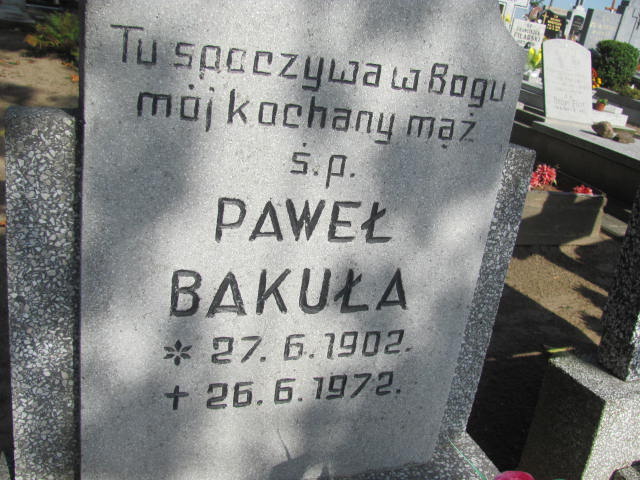 Tu spoczywa w Bogu
mój kochany mąż
ś.p.
PAWEŁ
BAKUŁA
* 27. 6. 1902.
+ 26. 6. 1972.